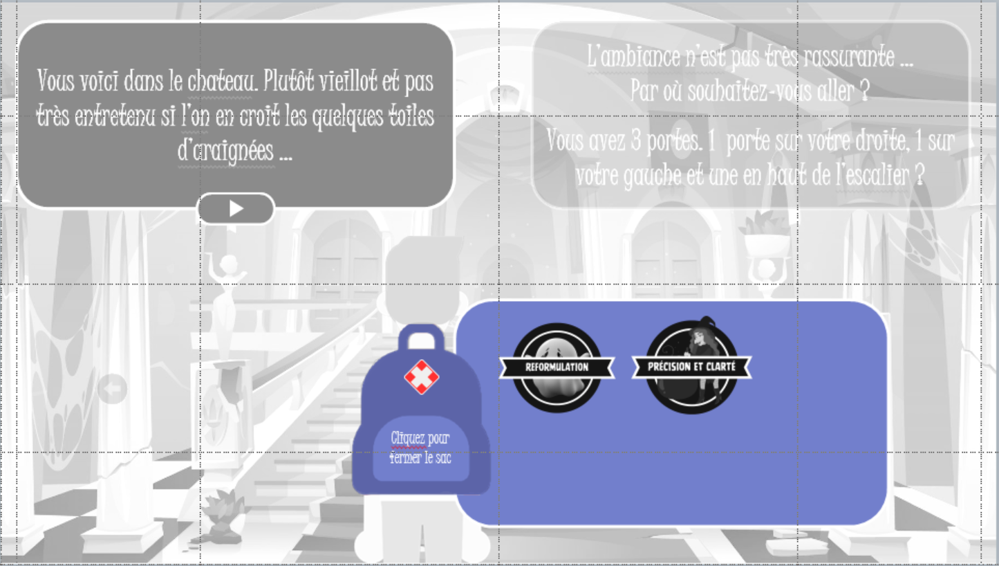 Vous voici dans le chateau. Plutôt vieillot et pas
très entretenu si l'on en croit les quelques toiles
d'araignées ...
L'ambiance n'est pas très rassurante ...
Par où souhaitez-vous aller ?
Vous avez 3 portes. 1 porte sur votre droite, 1 sur
votre gauche et une en haut de l'escalier ?
REFORMULATION
PRÉCISION ET CLARTÉ
Cliquez pour
fermer le sac